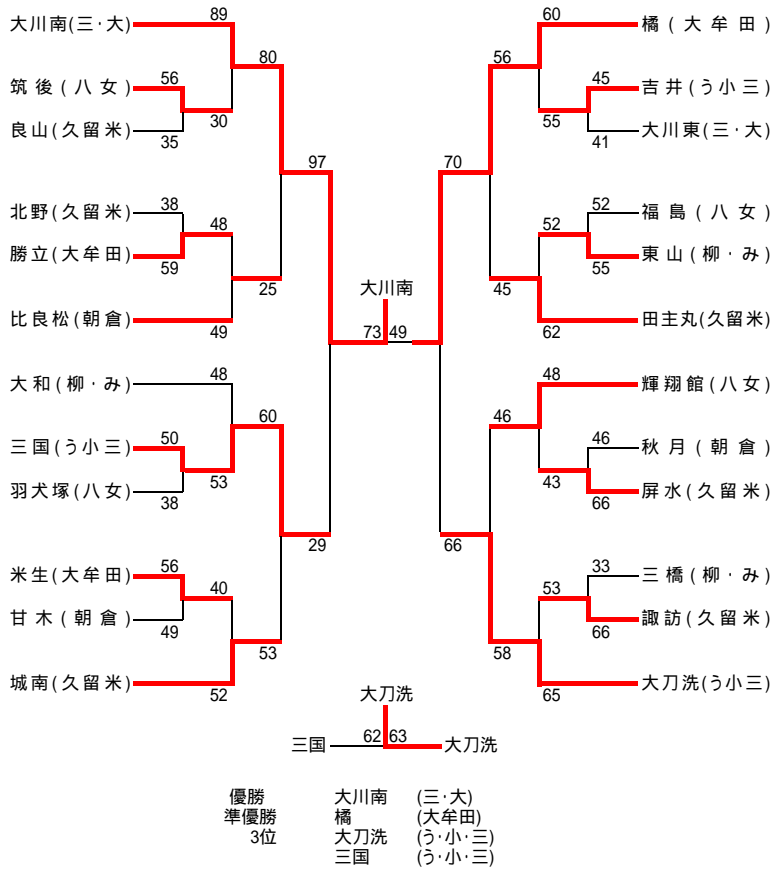 大川南(三・大)
89
80
筑後(八女)
56
30
良山(久留米)
35
97
北野(久留米)
38
48
勝立(大牟田)
59
25
比良松(朝倉)
49
大和(柳・み)
48
60
三国(う小三)
50
53
羽犬塚(八女)
38
29
米生(大牟田)
56
40
甘木(朝倉)
49
53
城南(久留米)
52
大川南
73 49
60
橘(大牟田)
56
45
吉井(う小三)
55
41
大川東(三・大)
70
52
福島(八女)
52
55
東山(柳・み)
45
62
田主丸(久留米)
48
輝翔館(八女)
46
46
秋月(朝倉)
43
66
屏水(久留米)
66
33
三橋(柳・み)
53
66
諏訪(久留米)
58
65
大刀洗(う小三)
大刀洗
三国 62 63 大刀洗
優勝 大川南 (三・大)
準優勝 橘 (大牟田)
3位 大刀洗 (う・小・三)
三国 (う・小・三)